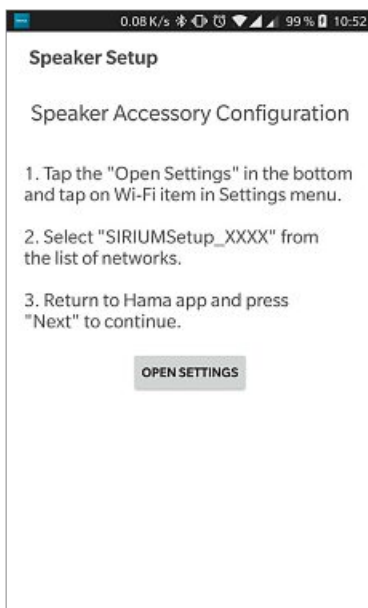 0.08 K/s 99 % 10:52
Speaker Setup
Speaker Accessory Configuration
1. Tap the "Open Settings" in the bottom
and tap on Wi-Fi item in Settings menu.
2. Select "SIRIUMSetup_XXXX" from
the list of networks.
3. Return to Hama app and press
"Next" to continue.
OPEN SETTINGS